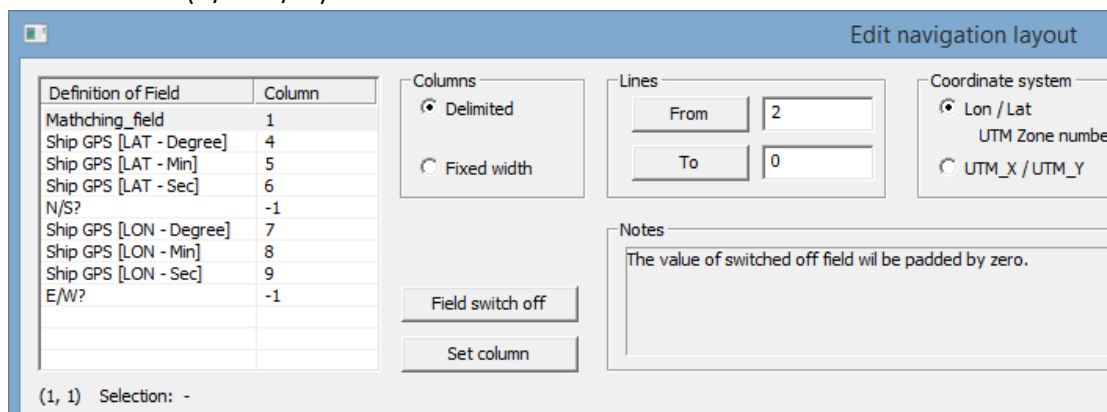 Edit navigation layout
Definition of Field Column
Mathching_field 1
Ship GPS [LAT - Degree] 4
Ship GPS [LAT - Min] 5
Ship GPS [LAT - Sec] 6
N/S? -1
Ship GPS [LON - Degree] 7
Ship GPS [LON - Min] 8
Ship GPS [LON - Sec] 9
E/W? -1
Columns
Delimited
Fixed width
Field switch off
Set column
Lines
From 2
To 0
Coordinate system
Lon / Lat
UTM Zone numbe
UTM_X / UTM_Y
Notes
The value of switched off field wil be padded by zero.
(1, 1) Selection: -